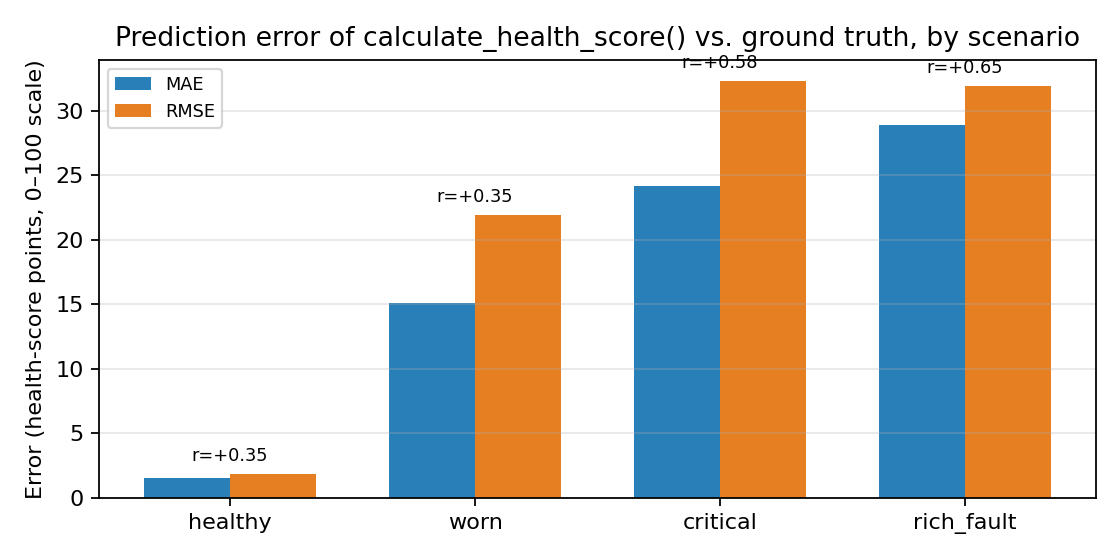 Prediction error of calculate_health_score() vs. ground truth, by scenario
MAE
RMSE
Error (health-score points, 0–100 scale)
30
25
20
15
10
5
0
r=+0.35
r=+0.35
r=+0.58
r=+0.65
healthy
worn
critical
rich_fault